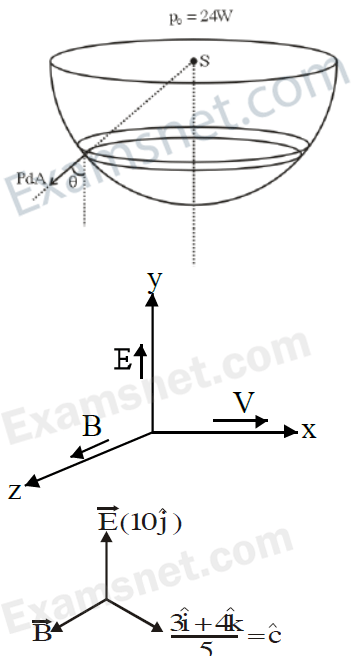 p₀ = 24W
S
PdA
θ
Examsnet.com
y
E
V
B
x
z
Examsnet.com
E⃗(10ĵ)
B⃗
(3î + 4k̂)/5 = ĉ
Examsnet.com